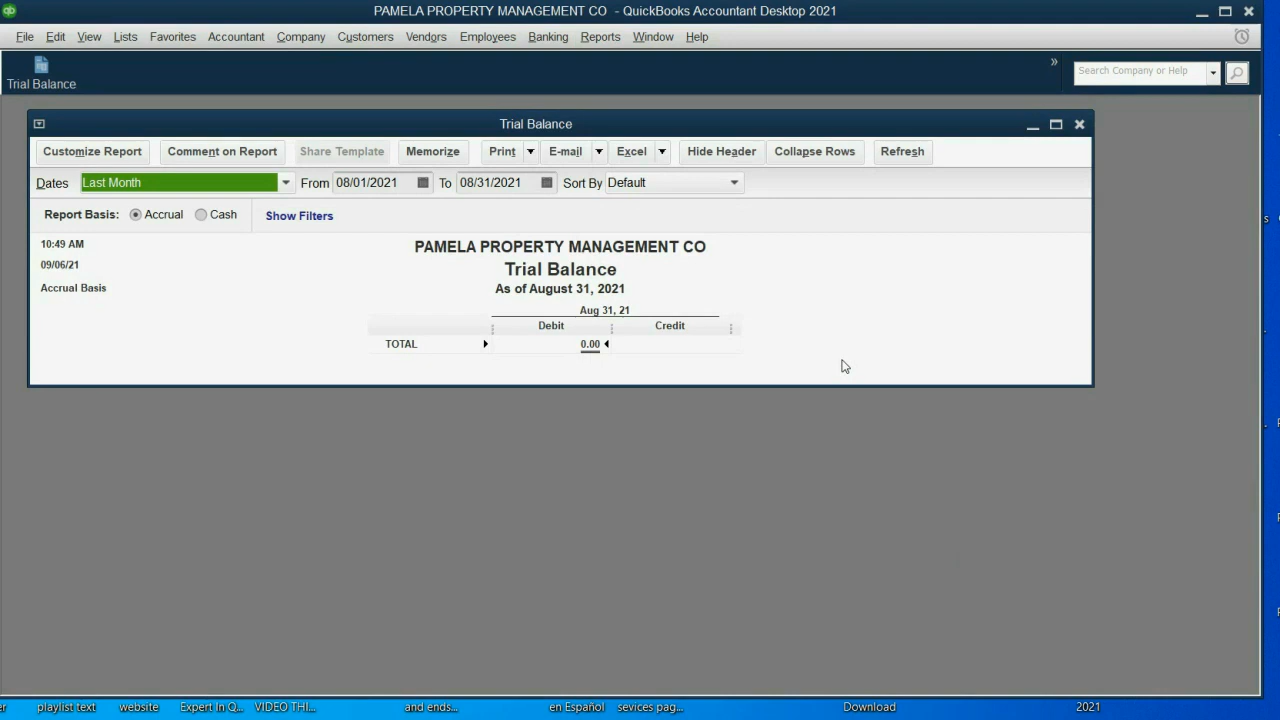 PAMELA PROPERTY MANAGEMENT CO - QuickBooks Accountant Desktop 2021
File Edit View Lists Favorites Accountant Company Customers Vendors Employees Banking Reports Window Help
Trial Balance
»
Search Company or Help
Trial Balance
Customize Report Comment on Report Share Template Memorize Print E-mail Excel Hide Header Collapse Rows Refresh
Dates Last Month From 08/01/2021 To 08/31/2021 Sort By Default
Report Basis: Accrual Cash Show Filters
10:49 AM
09/06/21
Accrual Basis
PAMELA PROPERTY MANAGEMENT CO
Trial Balance
As of August 31, 2021
Aug 31, 21
Debit Credit
TOTAL 0.00
playlist text website Expert In Q... VIDEO THI... and ends... en Español sevices pag... Download 2021